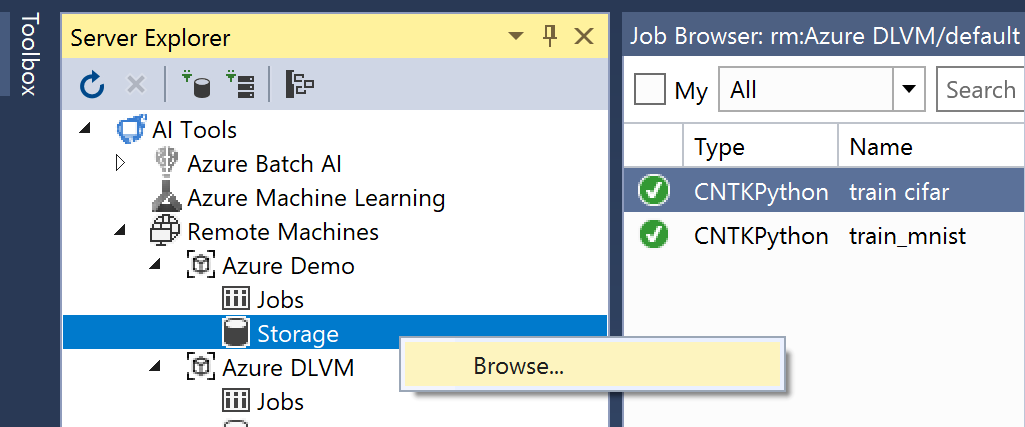 Toolbox
Server Explorer
AI Tools
Azure Batch AI
Azure Machine Learning
Remote Machines
Azure Demo
Jobs
Storage
Browse...
Azure DLVM
Jobs
Job Browser: rm:Azure DLVM/default
My All Search
Type Name
CNTKPython train cifar
CNTKPython train_mnist